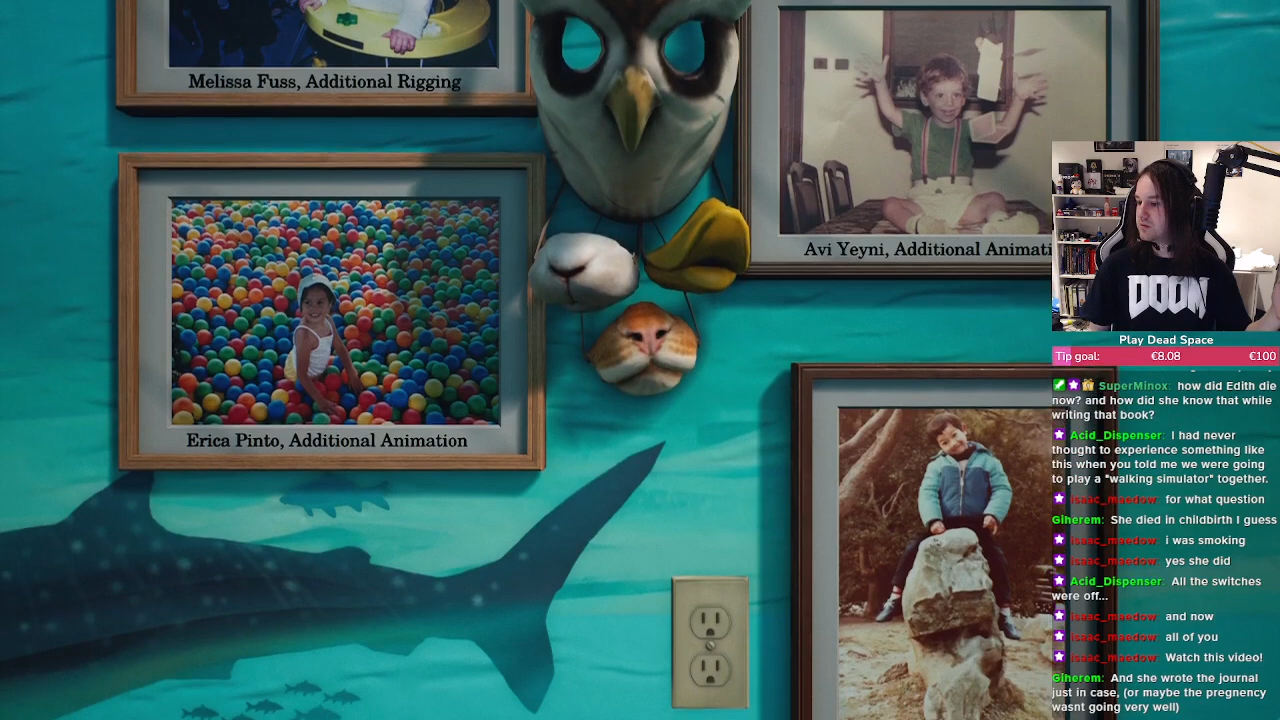 Melissa Fuss, Additional Rigging
Avi Yeyni, Additional Animati
Erica Pinto, Additional Animation
DOOM
Play Dead Space
Tip goal: €8.08 €100
SuperMinox: how did Edith die
now? and how did she know that while
writing that book?
Acid_Dispenser: I had never
thought to experience something like
this when you told me we were going
to play a "walking simulator" together.
isaac_maedow: for what question
Giherem: She died in childbirth I guess
isaac_maedow: i was smoking
isaac_maedow: yes she did
Acid_Dispenser: All the switches
were off...
isaac_maedow: and now
isaac_maedow: all of you
isaac_maedow: Watch this video!
Giherem: And she wrote the journal
just in case, (or maybe the pregnency
wasnt going very well)